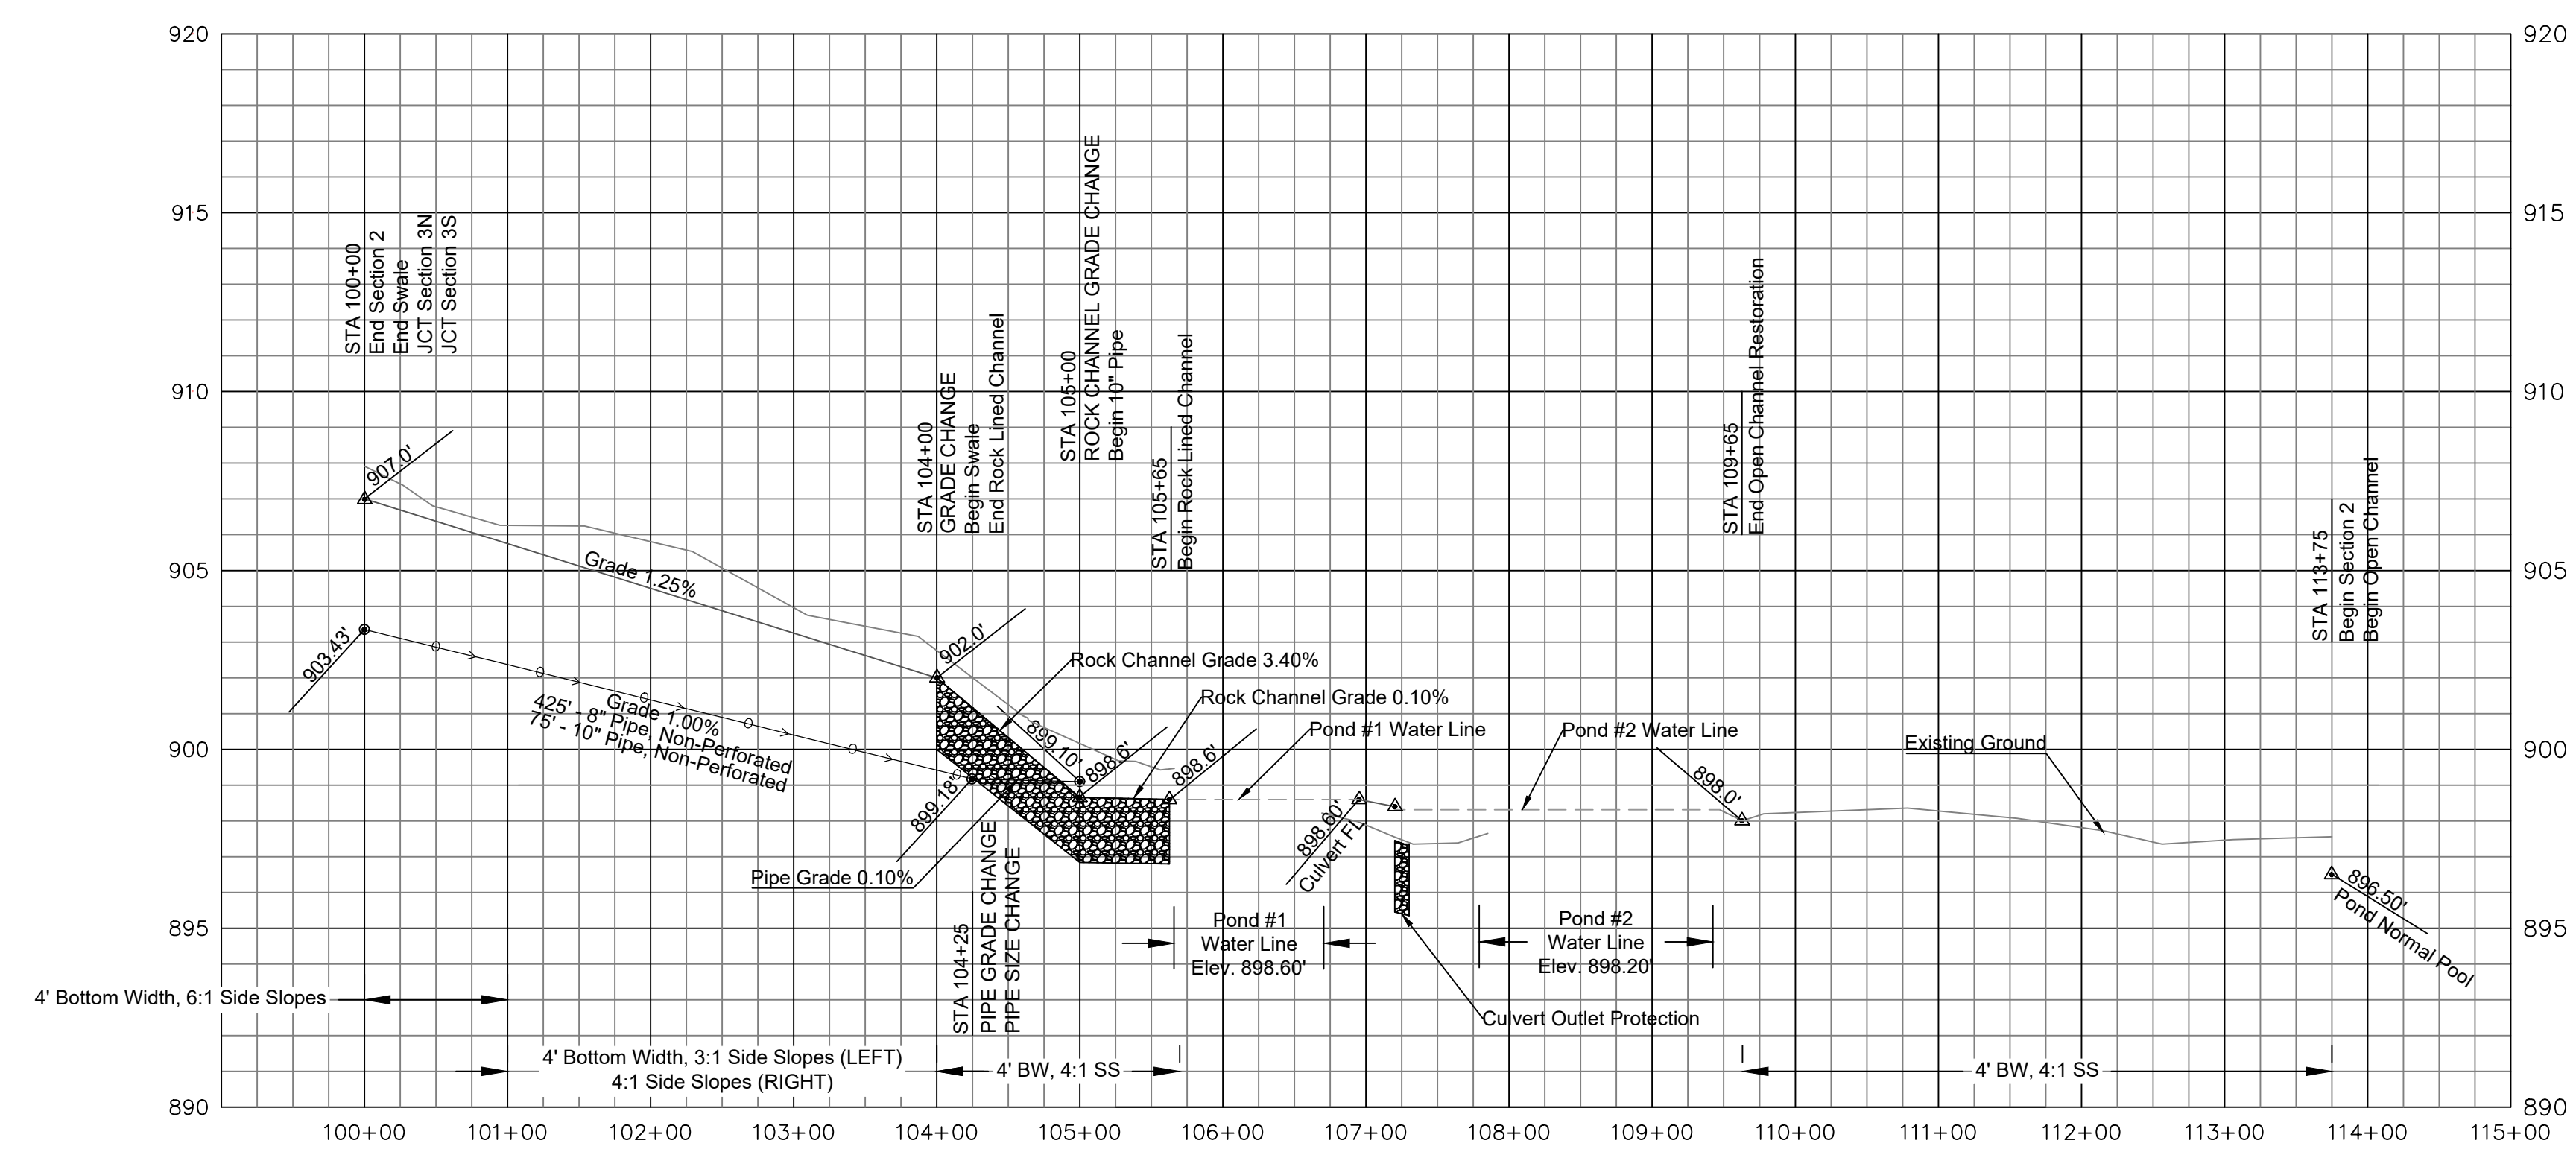 920
920
915
915
910
910
905
905
900
900
895
895
890
890
STA 100+00
End Section 2
End Swale
JCT Section 3N
JCT Section 3S
907.0'
Grade 1.25%
903.43'
Grade 1.00%
425' - 8" Pipe, Non-Perforated
75' - 10" Pipe, Non-Perforated
STA 104+00
GRADE CHANGE
Begin Swale
End Rock Lined Channel
902.0'
STA 105+00
ROCK CHANNEL GRADE CHANGE
Begin 10" Pipe
STA 105+65
Begin Rock Lined Channel
Rock Channel Grade 3.40%
Rock Channel Grade 0.10%
Pond #1 Water Line
899.10'
898.6'
898.6'
899.18'
Pipe Grade 0.10%
STA 104+25
PIPE GRADE CHANGE
PIPE SIZE CHANGE
898.60'
Culvert FL
Pond #2 Water Line
STA 109+65
End Open Channel Restoration
898.0'
Existing Ground
STA 113+75
Begin Section 2
Begin Open Channel
896.50'
Pond Normal Pool
Pond #1
Water Line
Elev. 898.60'
Pond #2
Water Line
Elev. 898.20'
Culvert Outlet Protection
4' Bottom Width, 6:1 Side Slopes
4' Bottom Width, 3:1 Side Slopes (LEFT)
4:1 Side Slopes (RIGHT)
4' BW, 4:1 SS
4' BW, 4:1 SS
100+00
101+00
102+00
103+00
104+00
105+00
106+00
107+00
108+00
109+00
110+00
111+00
112+00
113+00
114+00
115+00